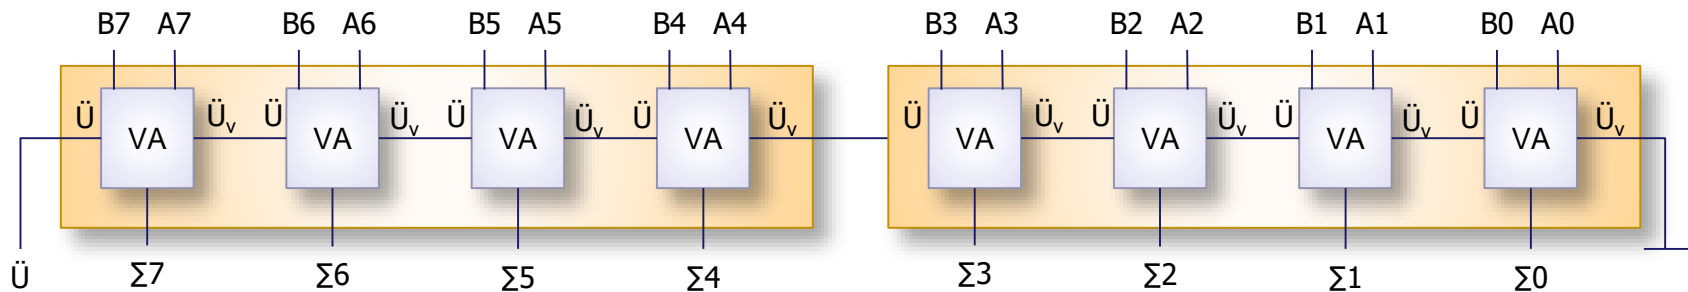 B7 A7 B6 A6 B5 A5 B4 A4 B3 A3 B2 A2 B1 A1 B0 A0
Ü Üv Ü Üv Ü Üv Ü Üv Ü Üv Ü Üv Ü Üv Ü Üv
VA VA VA VA VA VA VA VA
Ü Σ7 Σ6 Σ5 Σ4 Σ3 Σ2 Σ1 Σ0